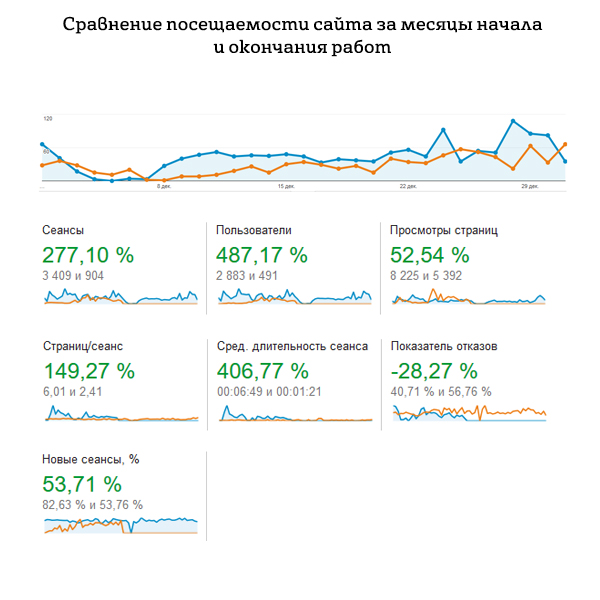 Сравнение посещаемости сайта за месяцы начала
и окончания работ
120
60
...
8 дек.
15 дек.
22 дек.
29 дек.
Сеансы
Пользователи
Просмотры страниц
277,10 %
487,17 %
52,54 %
3 409 и 904
2 883 и 491
8 225 и 5 392
Страниц/сеанс
Сред. длительность сеанса
Показатель отказов
149,27 %
406,77 %
-28,27 %
6,01 и 2,41
00:06:49 и 00:01:21
40,71 % и 56,76 %
Новые сеансы, %
53,71 %
82,63 % и 53,76 %